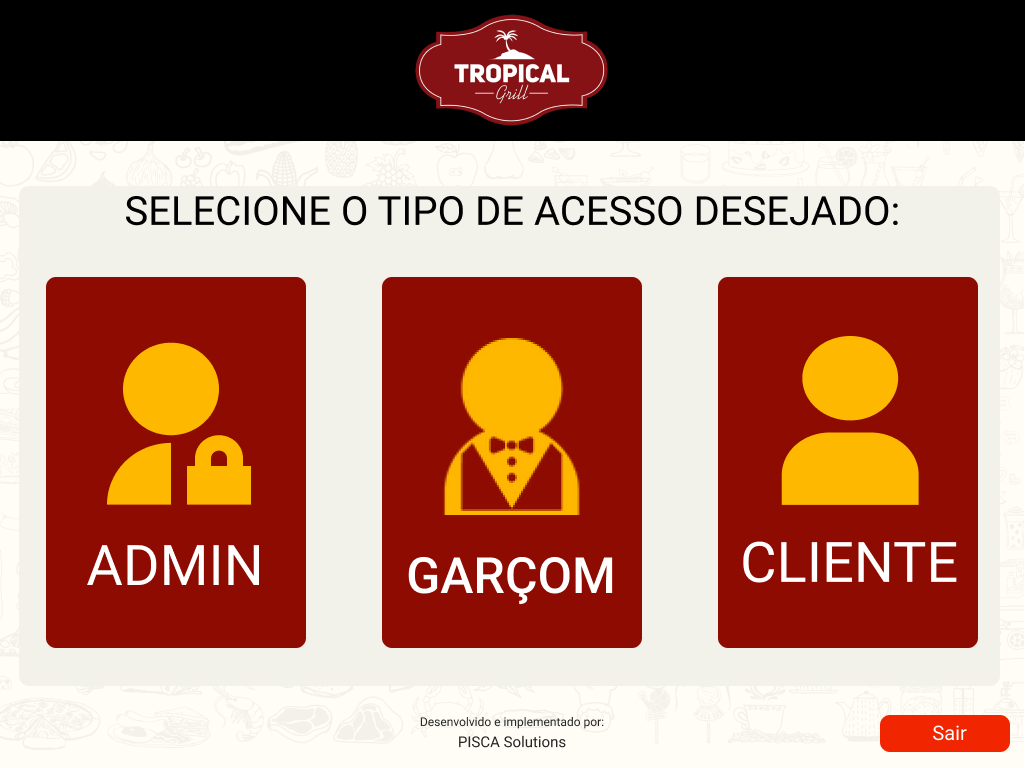 TROPICAL
Grill
SELECIONE O TIPO DE ACESSO DESEJADO:
ADMIN
GARÇOM
CLIENTE
Desenvolvido e implementado por:
PISCA Solutions
Sair